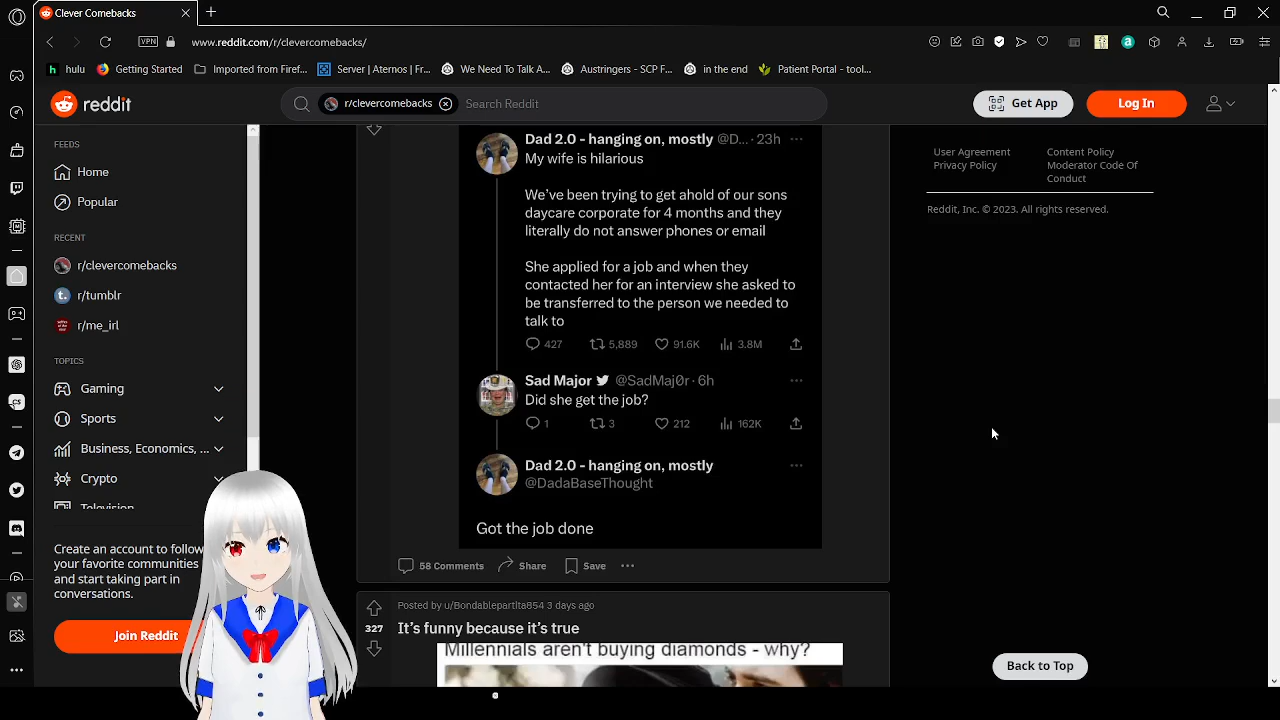 Clever Comebacks
VPN
www.reddit.com/r/clevercomebacks/
hulu
Getting Started
Imported from Firef...
Server | Aternos | Fr...
We Need To Talk A...
Austringers - SCP F...
in the end
Patient Portal - tool...
reddit
r/clevercomebacks
Search Reddit
Get App
Log In
FEEDS
Home
Popular
RECENT
r/clevercomebacks
r/tumblr
r/me_irl
TOPICS
Gaming
Sports
Business, Economics, ...
Crypto
Television
Create an account to follow
your favorite communities
and start taking part in
conversations.
Join Reddit
Dad 2.0 - hanging on, mostly @D... · 23h
My wife is hilarious
We've been trying to get ahold of our sons
daycare corporate for 4 months and they
literally do not answer phones or email
She applied for a job and when they
contacted her for an interview she asked to
be transferred to the person we needed to
talk to
427 5,889 91.6K 3.8M
Sad Major @SadMaj0r · 6h
Did she get the job?
1 3 212 162K
Dad 2.0 - hanging on, mostly
@DadaBaseThought
Got the job done
58 Comments Share Save
Posted by u/Bondablepartlta854 3 days ago
327
It's funny because it's true
Millennials aren't buying diamonds - why?
User Agreement
Privacy Policy
Content Policy
Moderator Code Of
Conduct
Reddit, Inc. © 2023. All rights reserved.
Back to Top